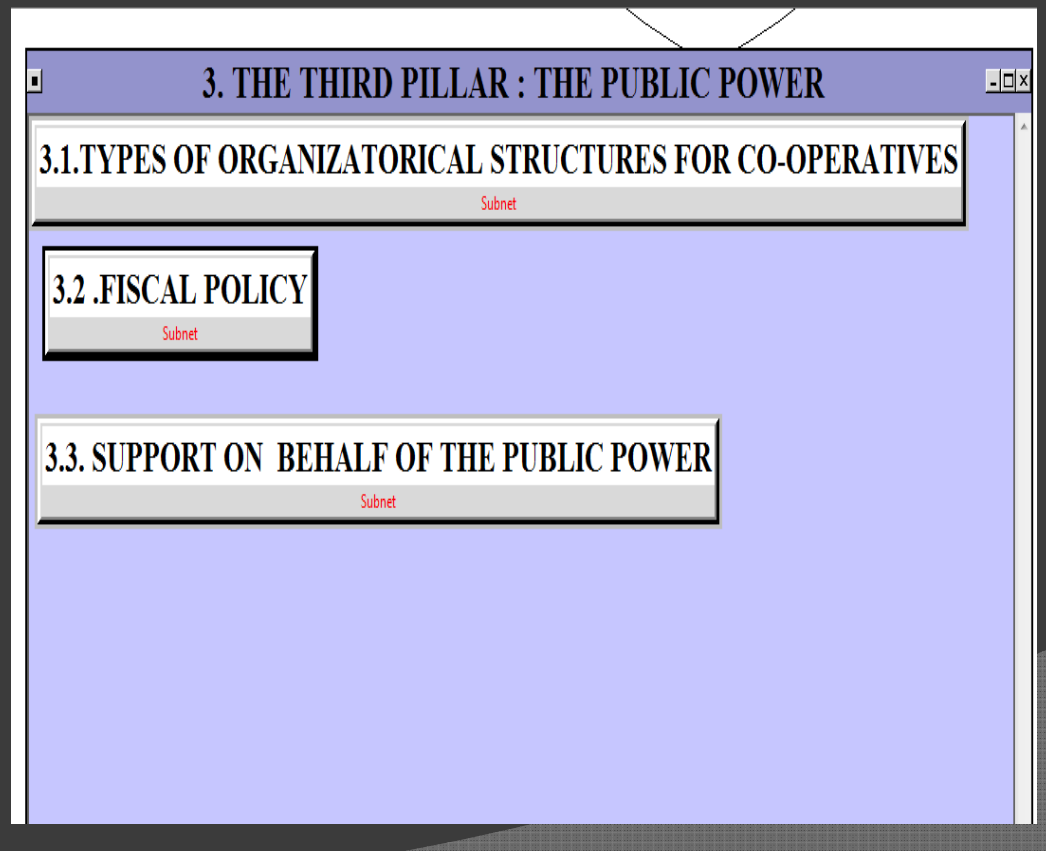 3. THE THIRD PILLAR : THE PUBLIC POWER
3.1.TYPES OF ORGANIZATORICAL STRUCTURES FOR CO-OPERATIVES
Subnet
3.2 .FISCAL POLICY
Subnet
3.3. SUPPORT ON  BEHALF OF THE PUBLIC POWER
Subnet